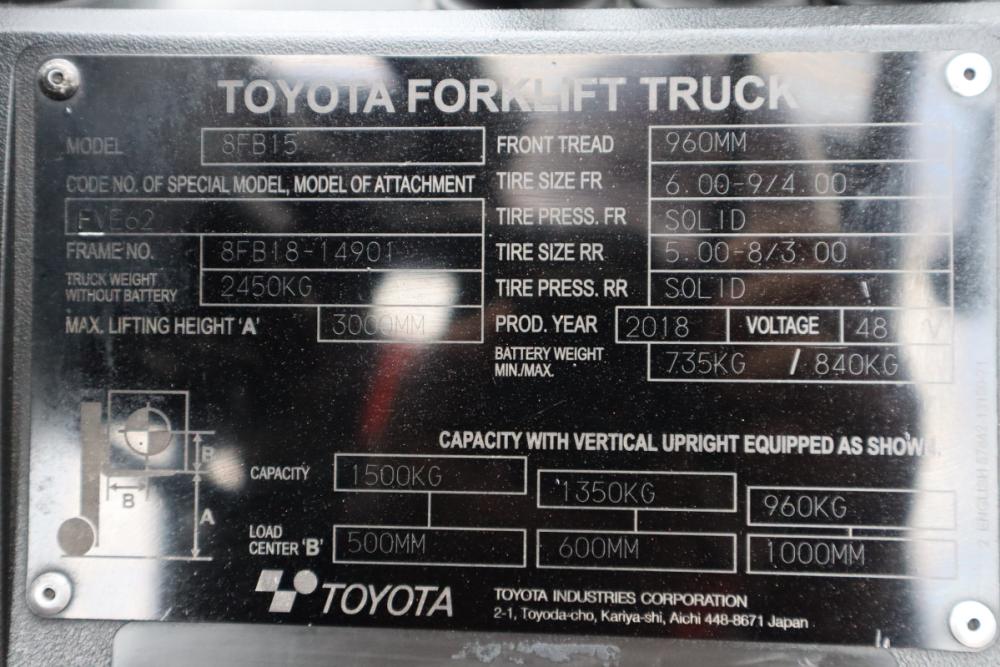 TOYOTA FORKLIFT TRUCK
MODEL 8FB15
CODE NO. OF SPECIAL MODEL, MODEL OF ATTACHMENT
FVE62
FRAME NO. 8FB18-14901
TRUCK WEIGHT
WITHOUT BATTERY 2450KG
MAX. LIFTING HEIGHT 'A' 3000MM
FRONT TREAD 960MM
TIRE SIZE FR 6.00-9/4.00
TIRE PRESS. FR SOLID
TIRE SIZE RR 5.00-8/3.00
TIRE PRESS. RR SOLID
PROD. YEAR 2018 VOLTAGE 48 V
BATTERY WEIGHT
MIN./MAX. 735KG / 840KG
B
B
A
CAPACITY WITH VERTICAL UPRIGHT EQUIPPED AS SHOWN.
CAPACITY 1500KG 1350KG 960KG
LOAD
CENTER 'B' 500MM 600MM 1000MM
TOYOTA
TOYOTA INDUSTRIES CORPORATION
2-1, Toyoda-cho, Kariya-shi, Aichi 448-8671 Japan